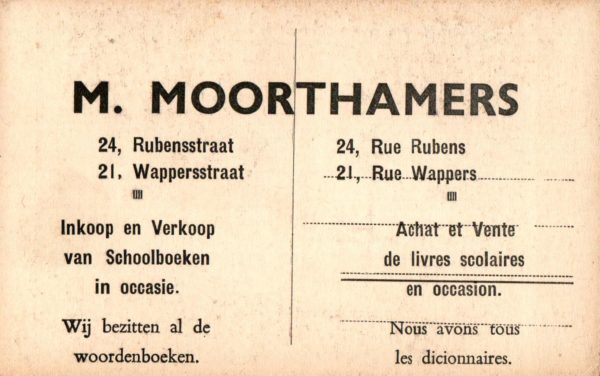 M. MOORTHAMERS
24, Rubensstraat
21, Wappersstraat
Inkoop en Verkoop
van Schoolboeken
in occasie.
Wij bezitten al de
woordenboeken.
24, Rue Rubens
21, Rue Wappers
Achat et Vente
de livres scolaires
en occasion.
Nous avons tous
les dicionnaires.